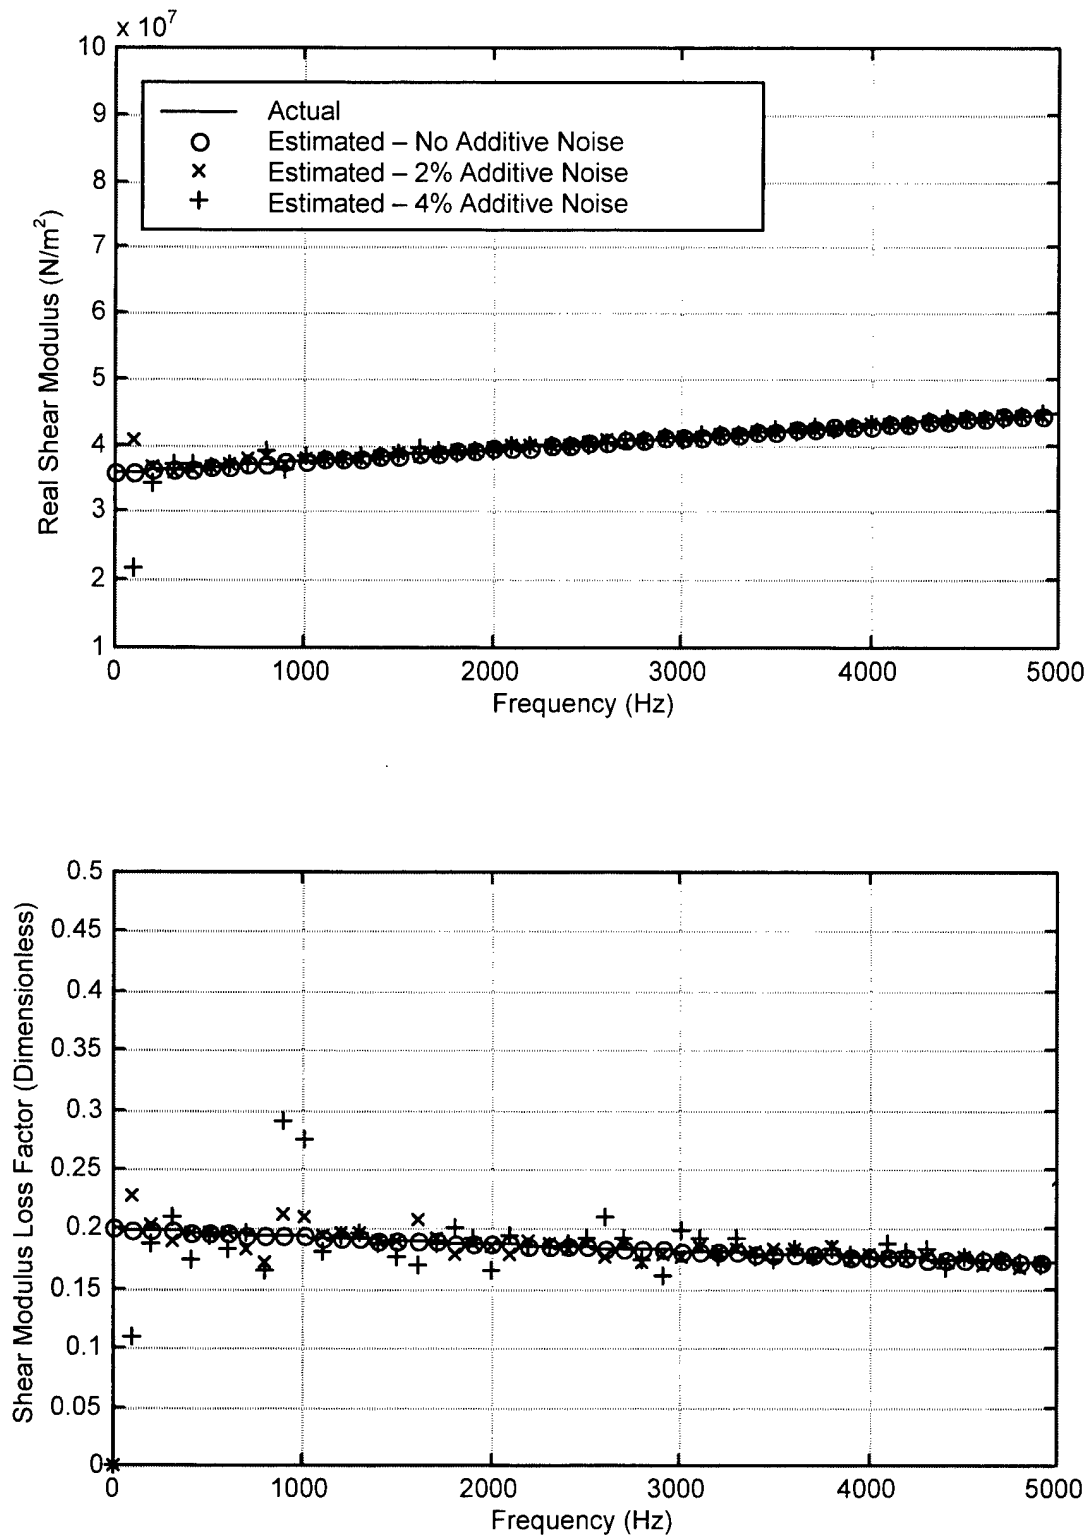 x 10⁷
10
9
8
7
6
5
4
3
2
1
Real Shear Modulus (N/m²)
Actual
Estimated – No Additive Noise
Estimated – 2% Additive Noise
Estimated – 4% Additive Noise
0 1000 2000 3000 4000 5000
Frequency (Hz)
0.5
0.45
0.4
0.35
0.3
0.25
0.2
0.15
0.1
0.05
0
Shear Modulus Loss Factor (Dimensionless)
0 1000 2000 3000 4000 5000
Frequency (Hz)